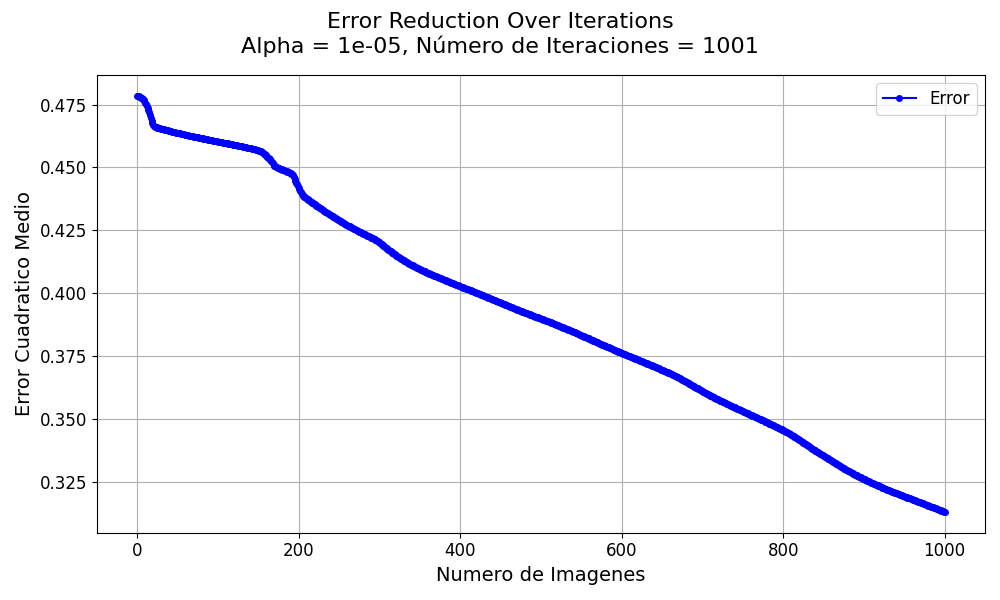 Error Reduction Over Iterations
Alpha = 1e-05, Número de Iteraciones = 1001
Error
Error Cuadratico Medio
0.475
0.450
0.425
0.400
0.375
0.350
0.325
0
200
400
600
800
1000
Numero de Imagenes